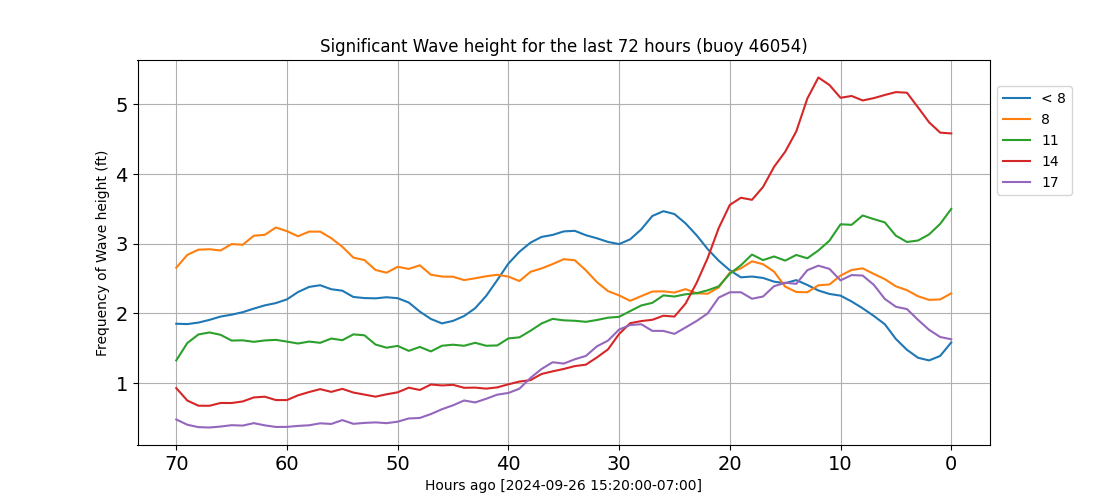 Significant Wave height for the last 72 hours (buoy 46054)
Frequency of Wave height (ft)
5
4
3
2
1
70 60 50 40 30 20 10 0
Hours ago [2024-09-26 15:20:00-07:00]
< 8
8
11
14
17